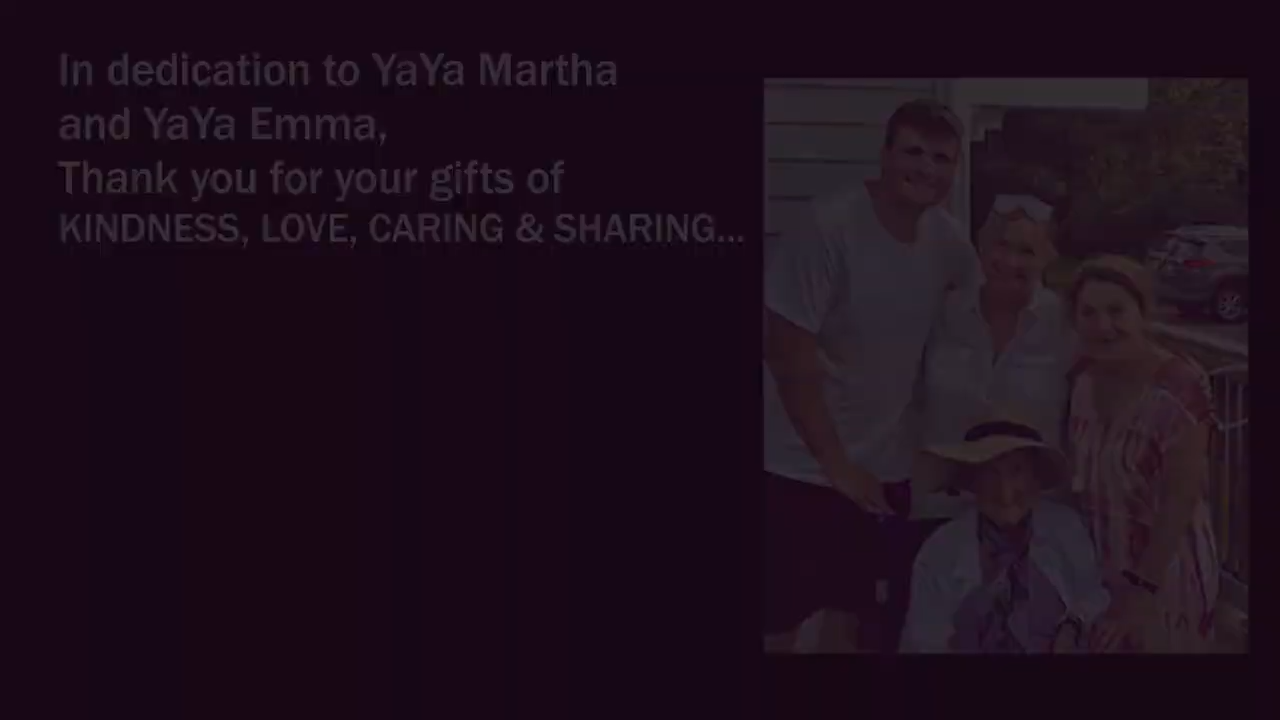 In dedication to YaYa Martha
and YaYa Emma,
Thank you for your gifts of
KINDNESS, LOVE, CARING & SHARING...